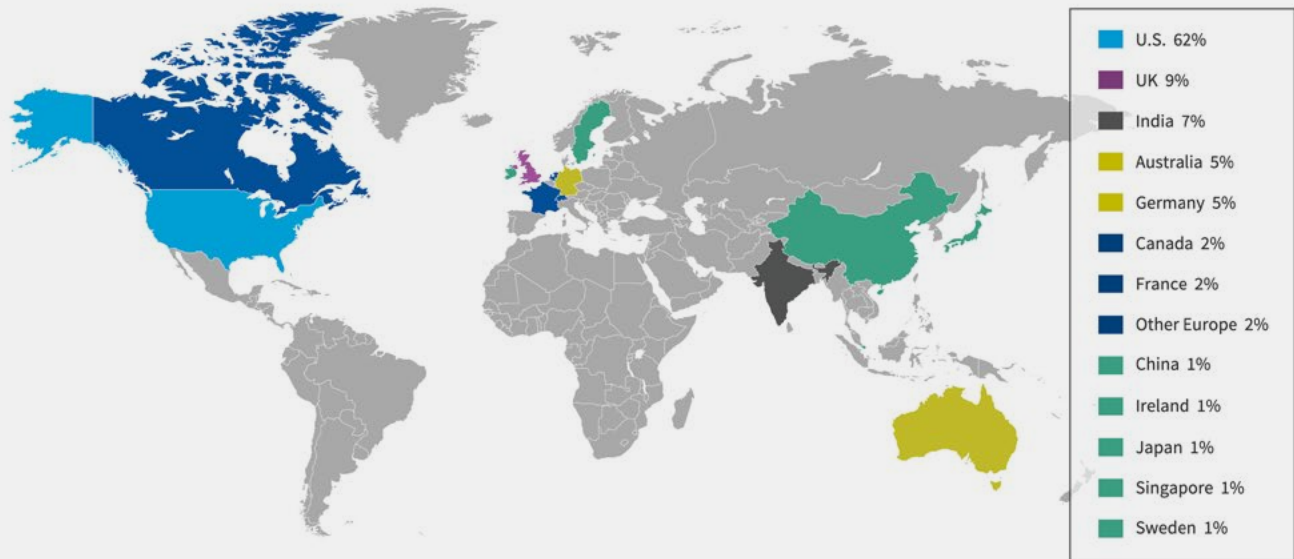 U.S. 62%
UK 9%
India 7%
Australia 5%
Germany 5%
Canada 2%
France 2%
Other Europe 2%
China 1%
Ireland 1%
Japan 1%
Singapore 1%
Sweden 1%